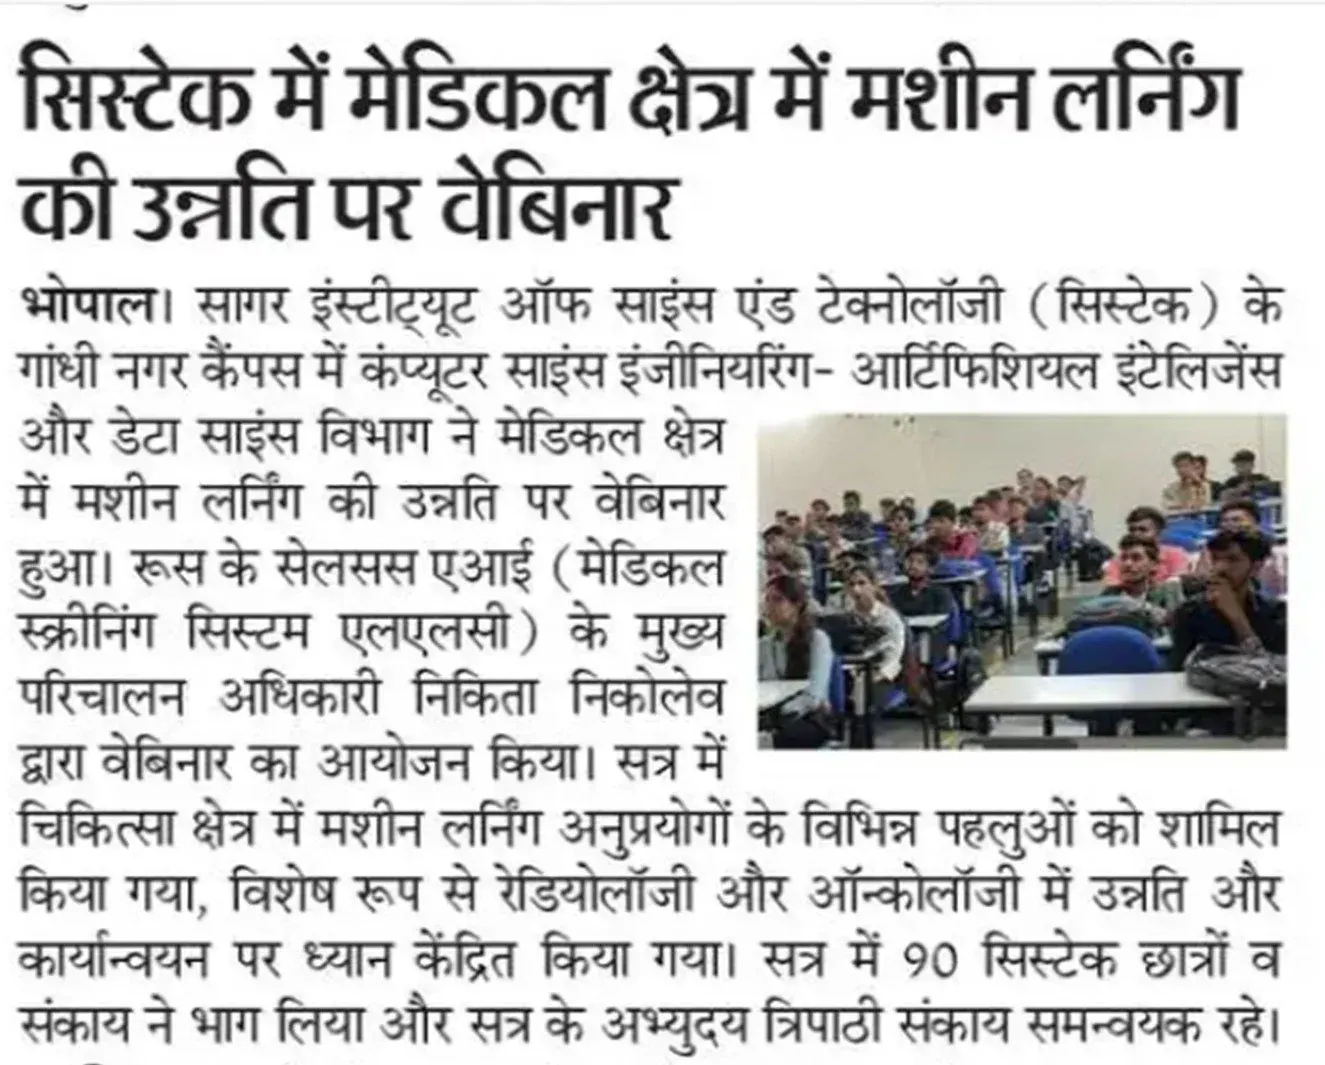 सिस्टेक में मेडिकल क्षेत्र में मशीन लर्निंग
की उन्नति पर वेबिनार
भोपाल। सागर इंस्टीट्यूट ऑफ साइंस एंड टेक्नोलॉजी (सिस्टेक) के
गांधी नगर कैंपस में कंप्यूटर साइंस इंजीनियरिंग- आर्टिफिशियल इंटेलिजेंस
और डेटा साइंस विभाग ने मेडिकल क्षेत्र
में मशीन लर्निंग की उन्नति पर वेबिनार
हुआ। रूस के सेलसस एआई (मेडिकल
स्क्रीनिंग सिस्टम एलएलसी) के मुख्य
परिचालन अधिकारी निकिता निकोलेव
द्वारा वेबिनार का आयोजन किया। सत्र में
चिकित्सा क्षेत्र में मशीन लर्निंग अनुप्रयोगों के विभिन्न पहलुओं को शामिल
किया गया, विशेष रूप से रेडियोलॉजी और ऑन्कोलॉजी में उन्नति और
कार्यान्वयन पर ध्यान केंद्रित किया गया। सत्र में 90 सिस्टेक छात्रों व
संकाय ने भाग लिया और सत्र के अभ्युदय त्रिपाठी संकाय समन्वयक रहे।